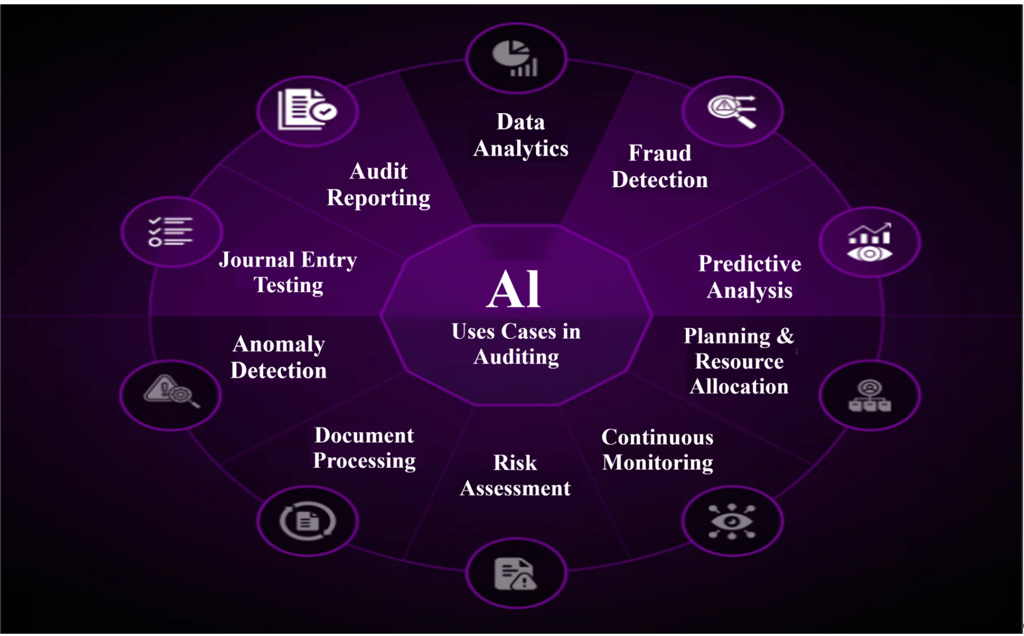 AI
Uses Cases in
Auditing
Data
Analytics
Fraud
Detection
Predictive
Analysis
Planning &
Resource
Allocation
Continuous
Monitoring
Risk
Assessment
Document
Processing
Anomaly
Detection
Journal Entry
Testing
Audit
Reporting